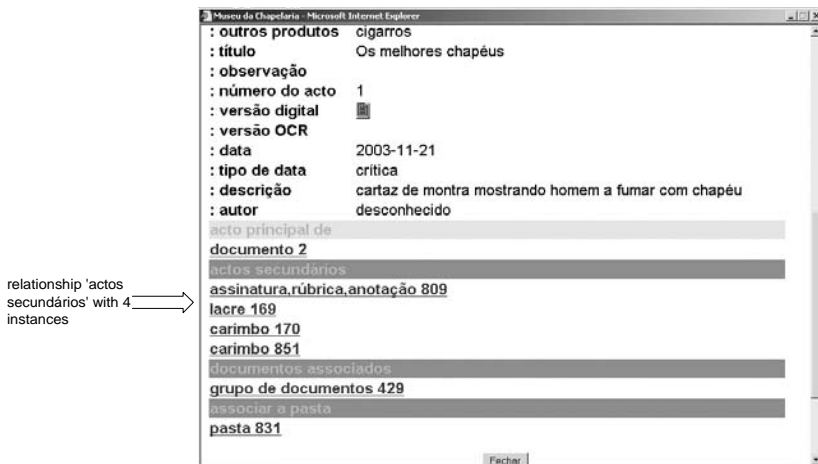 Museu da Chapelaria - Microsoft Internet Explorer
: outros produtos cigarros
: título Os melhores chapéus
: observação
: número do acto 1
: versão digital
: versão OCR
: data 2003-11-21
: tipo de data crítica
: descrição cartaz de montra mostrando homem a fumar com chapéu
: autor desconhecido
acto principal de
documento 2
actos secundários
assinatura,rúbrica,anotação 809
lacre 169
carimbo 170
carimbo 851
documentos associados
grupo de documentos 429
associar a pasta
pasta 831
Fechar
relationship 'actos
secundários' with 4
instances